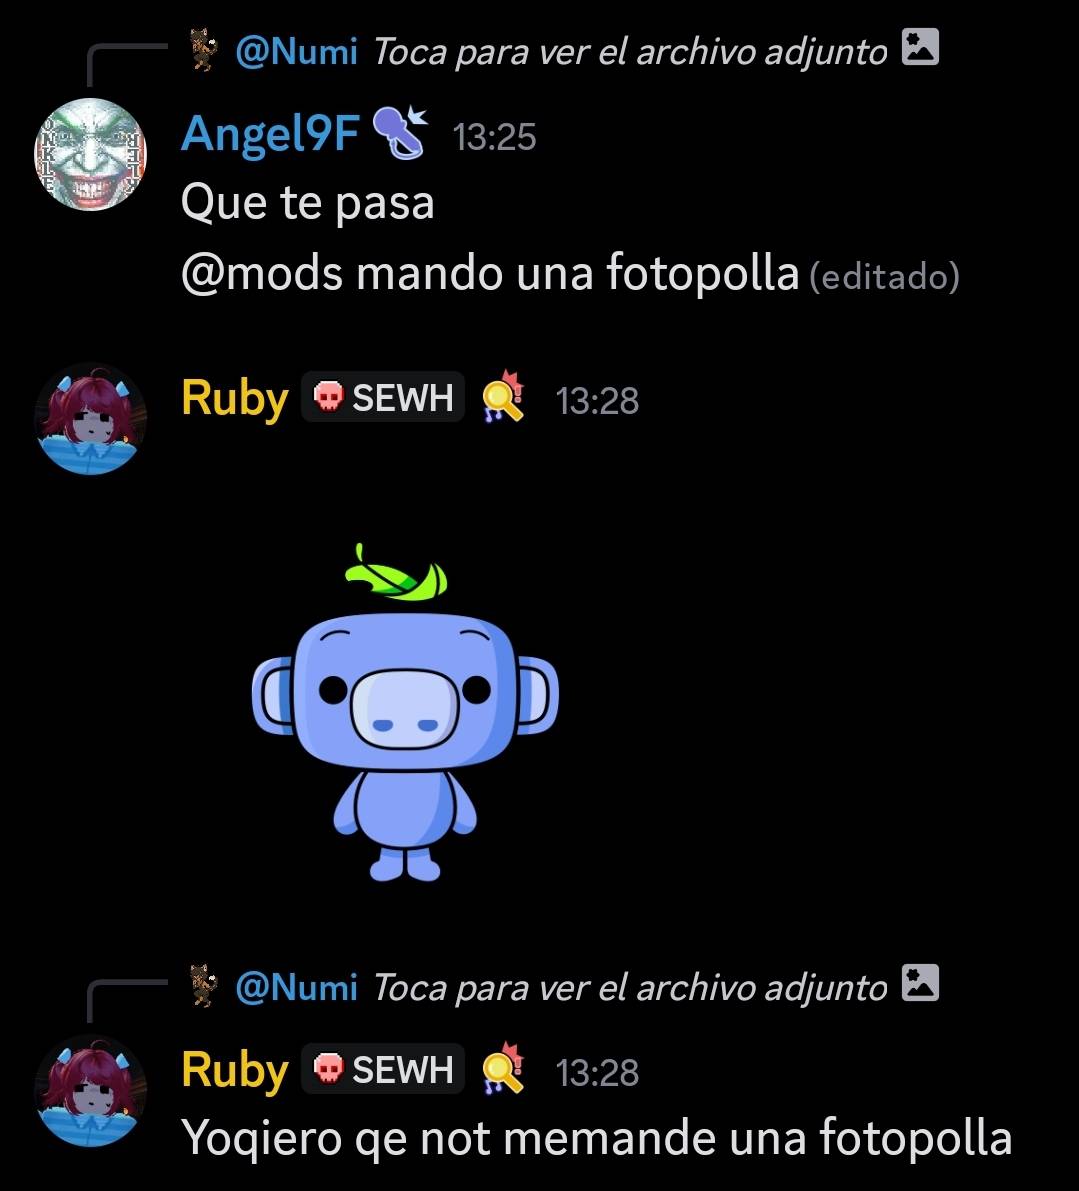 @Numi Toca para ver el archivo adjunto
Angel9F 13:25
Que te pasa
@mods mando una fotopolla (editado)
Ruby SEWH 13:28
@Numi Toca para ver el archivo adjunto
Ruby SEWH 13:28
Yoqiero qe not memande una fotopolla